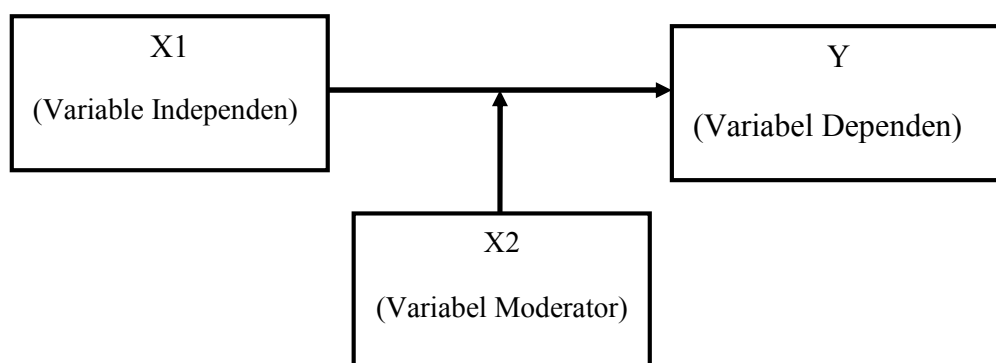 X1
(Variable Independen)
Y
(Variabel Dependen)
X2
(Variabel Moderator)